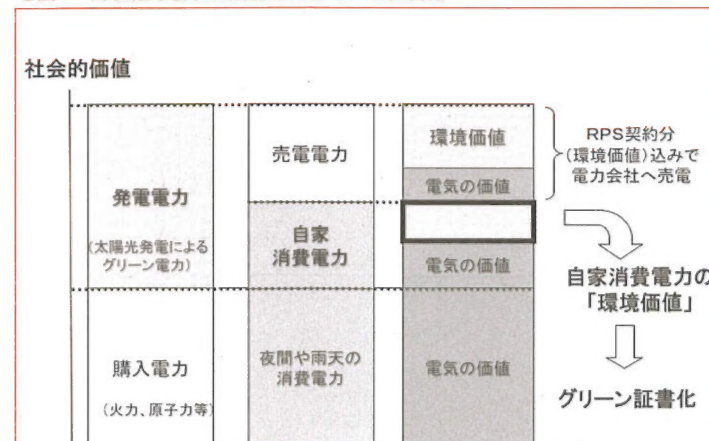 社会的価値
発電電力
(太陽光発電による
グリーン電力)
購入電力
(火力、原子力等)
売電電力
自家
消費電力
夜間や雨天の
消費電力
環境価値
電気の価値
電気の価値
電気の価値
RPS契約分
(環境価値)込みで
電力会社へ売電
自家消費電力の
「環境価値」
グリーン証書化